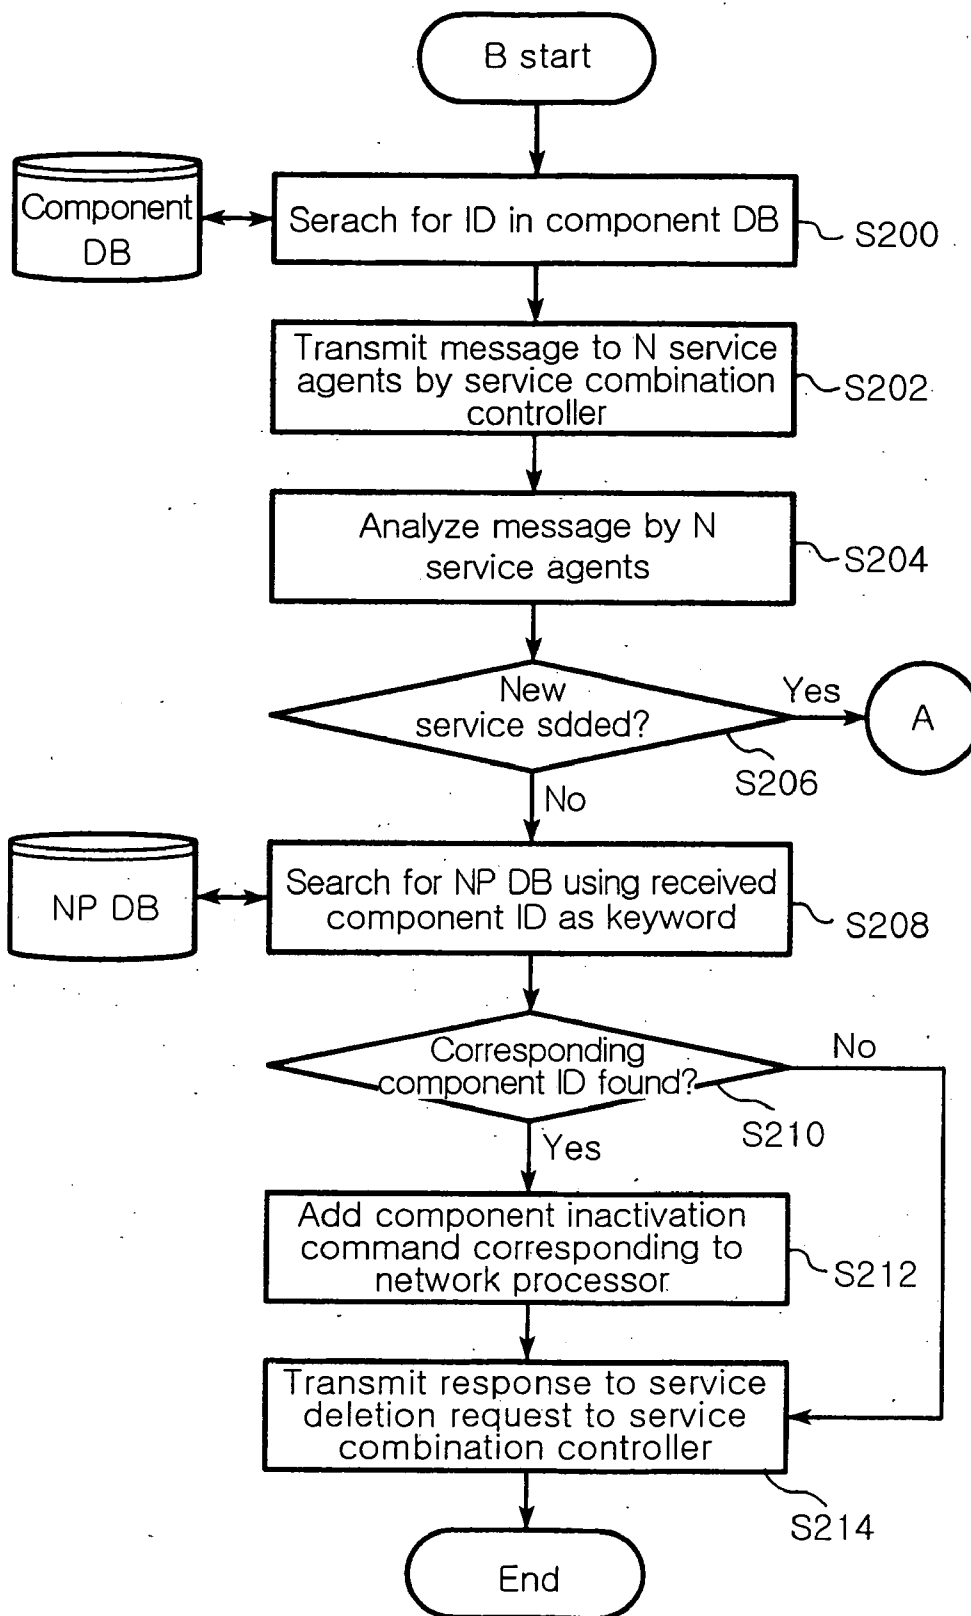 B start
Component
DB
Serach for ID in component DB
S200
Transmit message to N service
agents by service combination
controller
S202
Analyze message by N
service agents
S204
New
service sdded?
Yes
A
S206
No
NP DB
Search for NP DB using received
component ID as keyword
S208
Corresponding
component ID found?
No
S210
Yes
Add component inactivation
command corresponding to
network processor
S212
Transmit response to service
deletion request to service
combination controller
S214
End